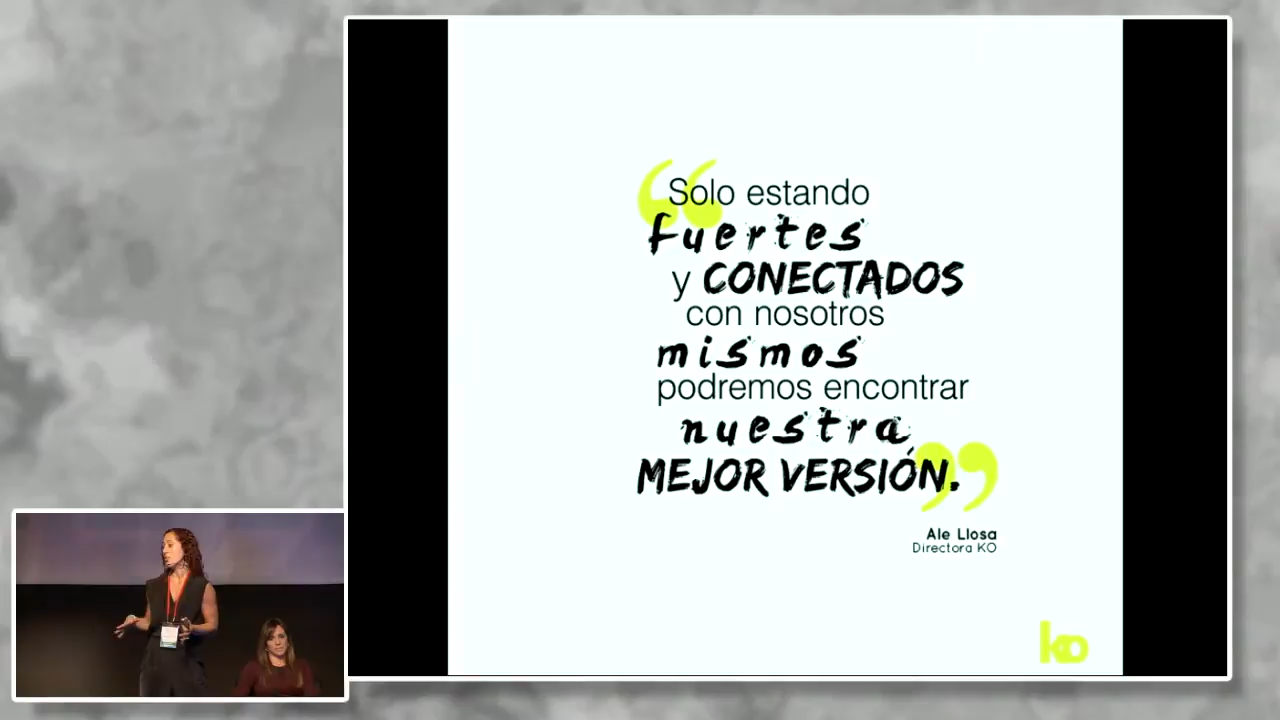 “Solo estando
fuertes
y CONECTADOS
con nosotros
mismos
podremos encontrar
nuestra
MEJOR VERSIÓN.”
Ale Llosa
Directora KO
ko